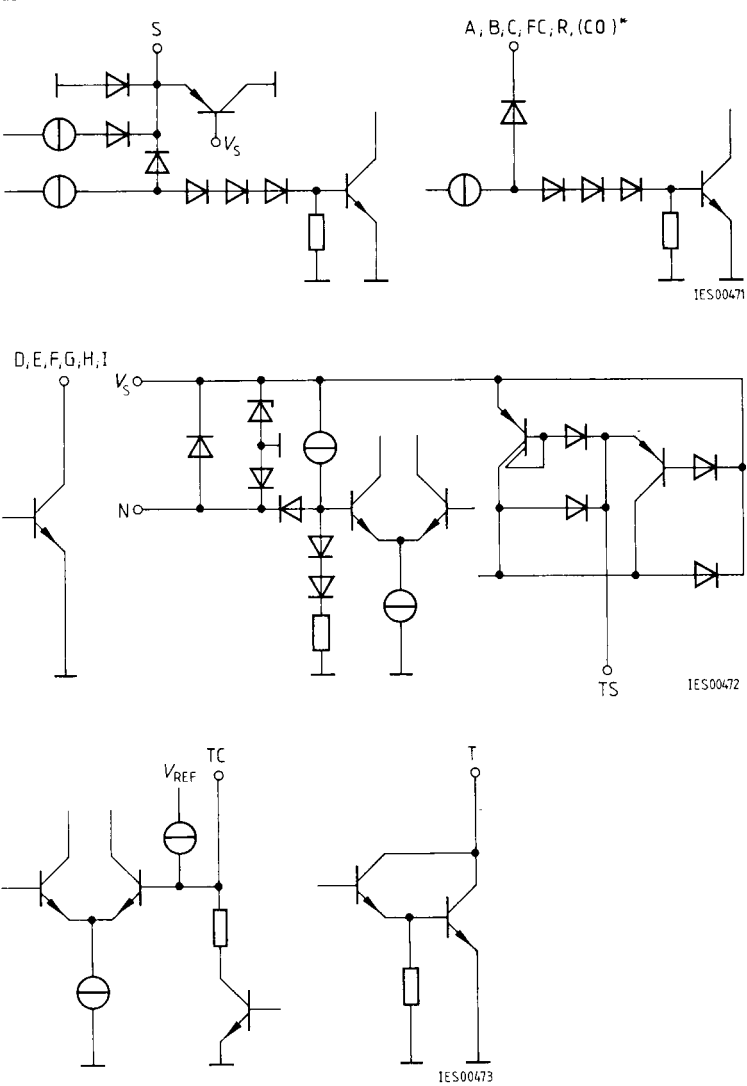 S
A, B, C, FC, R, (CO)*
VS
IES00471
D, E, F, G, H, I
VS
N
TS
IES00472
TC
VREF
T
IES00473